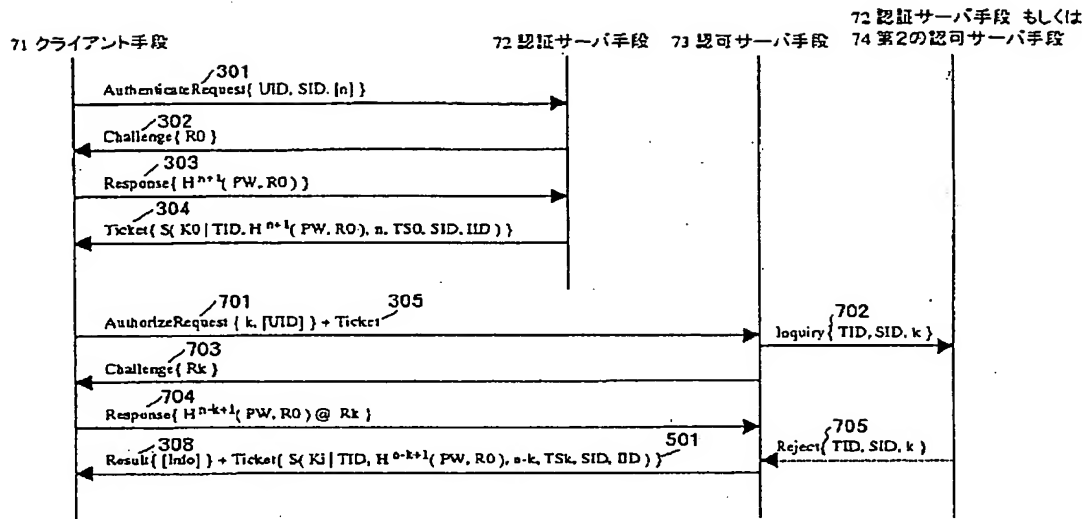 72 認証サーバ手段 もしくは
71 クライアント手段 72 認証サーバ手段 73 認可サーバ手段 74 第2の認可サーバ手段
301
AuthenticateRequest{ UID, SID, [n] }
302
Challenge{ R0 }
303
Response{ H^n+1( PW, R0 ) }
304
Ticket{ S( K0 | TID, H^n+1( PW, R0 ), n, TS0, SID, IID ) }
701 305
AuthorizeRequest { k, [UID] } + Ticket
702
Inquiry{ TID, SID, k }
703
Challenge{ Rk }
704
Response{ H^n-k+1( PW, R0 ) @ Rk }
705
Reject{ TID, SID, k }
308 501
Result{ [Info] } + Ticket{ S( Kj | TID, H^n-k+1( PW, R0 ), n-k, TSk, SID, IID ) }